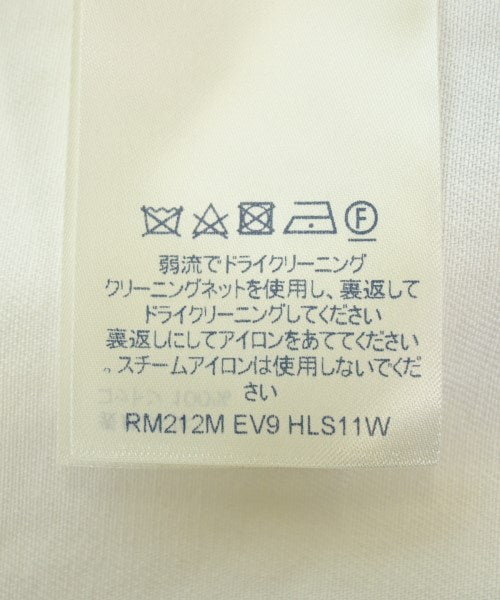 F
弱流でドライクリーニング
クリーニングネットを使用し、裏返して
ドライクリーニングしてください
裏返しにしてアイロンをあててください
。スチームアイロンは使用しないでくだ
さい
RM212M EV9 HLS11W